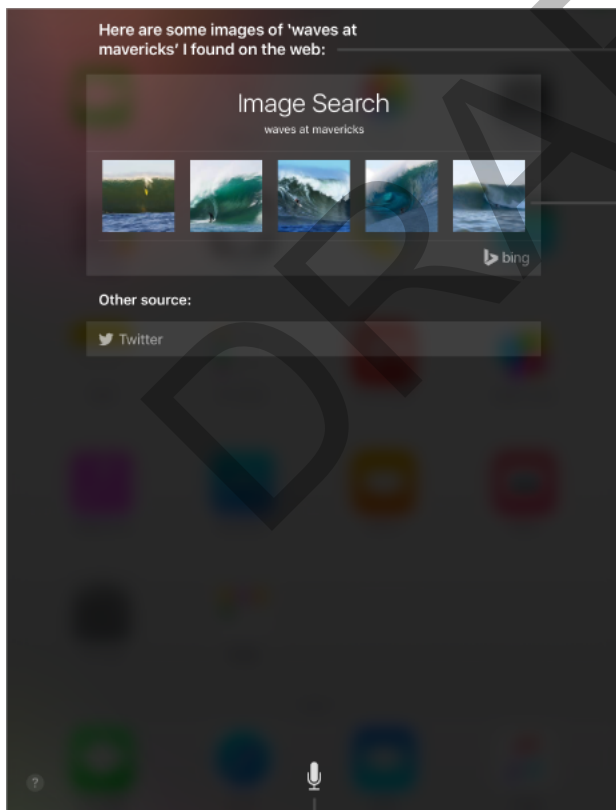 Here are some images of ‘waves at
mavericks’ I found on the web:
Image Search
waves at mavericks
bing
Other source:
Twitter
?
DRA